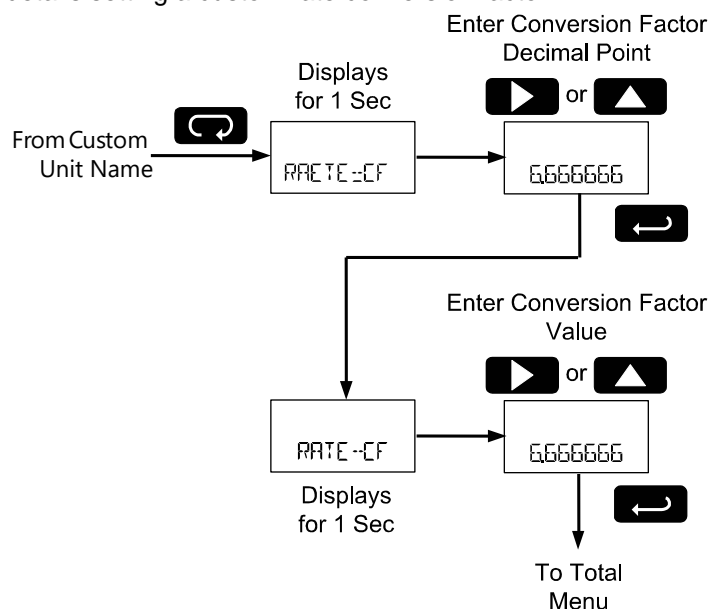 Enter Conversion Factor
Decimal Point
Displays
for 1 Sec
or
From Custom
Unit Name
RAETE--CF
6.666666
Enter Conversion Factor
Value
or
RATE--CF
6.666666
Displays
for 1 Sec
To Total
Menu